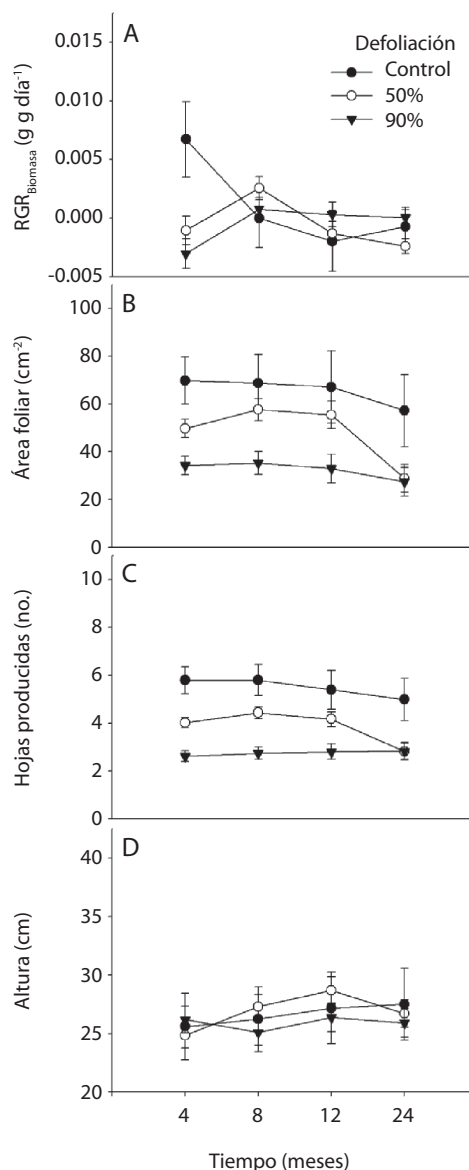 A
Defoliación
Control
50%
90%
RGR_Biomasa (g g día⁻¹)
0.015
0.010
0.005
0.000
-0.005
B
Área foliar (cm⁻²)
100
80
60
40
20
0
C
Hojas producidas (no.)
10
8
6
4
2
0
D
Altura (cm)
40
35
30
25
20
4 8 12 24
Tiempo (meses)